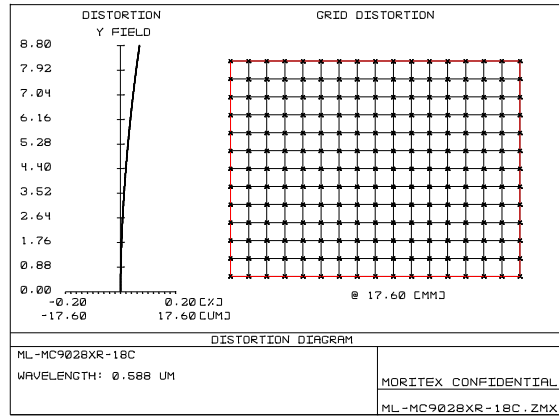 DISTORTION
Y FIELD
8.80
7.92
7.04
6.16
5.28
4.40
3.52
2.64
1.76
0.88
0.00
-0.20 0.20 [%]
-17.60 17.60 [UM]
GRID DISTORTION
@ 17.60 [MM]
DISTORTION DIAGRAM
ML-MC9028XR-18C
WAVELENGTH: 0.588 UM
MORITEX CONFIDENTIAL
ML-MC9028XR-18C.ZMX